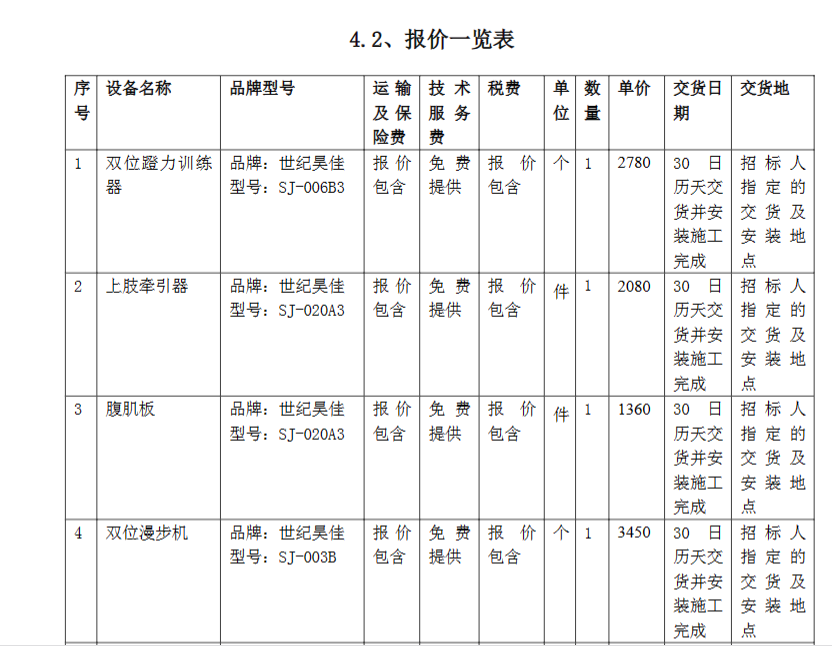 4.2、报价一览表
序号 设备名称 品牌型号 运输及保险费 技术服务费 税费 单位 数量 单价 交货日期 交货地
1 双位蹬力训练器 品牌：世纪昊佳 型号：SJ-006B3 报价包含 免费提供 报价包含 个 1 2780 30日历天交货并安装施工完成 招标人指定的交货及安装地点
2 上肢牵引器 品牌：世纪昊佳 型号：SJ-020A3 报价包含 免费提供 报价包含 件 1 2080 30日历天交货并安装施工完成 招标人指定的交货及安装地点
3 腹肌板 品牌：世纪昊佳 型号：SJ-020A3 报价包含 免费提供 报价包含 件 1 1360 30日历天交货并安装施工完成 招标人指定的交货及安装地点
4 双位漫步机 品牌：世纪昊佳 型号：SJ-003B 报价包含 免费提供 报价包含 个 1 3450 30日历天交货并安装施工完成 招标人指定的交货及安装地点